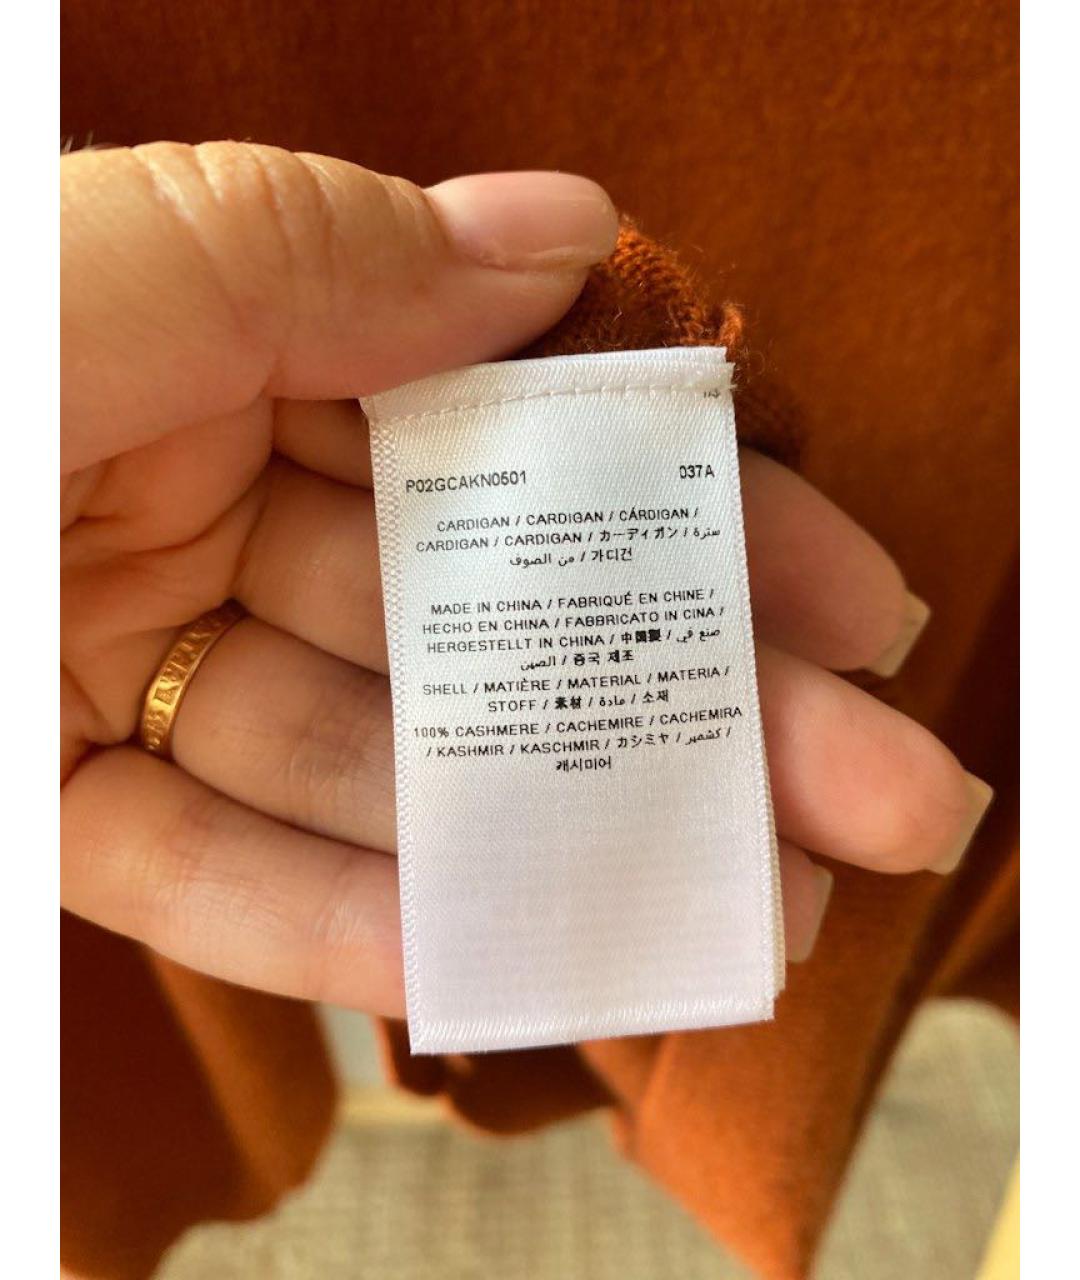 P02GCAKN0501 037A
CARDIGAN / CARDIGAN / CÁRDIGAN /
CARDIGAN / CARDIGAN / カーディガン / سترة /
من الصوف / 가디건
MADE IN CHINA / FABRIQUÉ EN CHINE /
HECHO EN CHINA / FABBRICATO IN CINA /
HERGESTELLT IN CHINA / 中国製 / صنع في
الصين / 중국 제조
SHELL / MATIÈRE / MATERIAL / MATERIA /
STOFF / 素材 / مادة / 소재
100% CASHMERE / CACHEMIRE / CACHEMIRA
/ KASHMIR / KASCHMIR / カシミヤ / كشمير /
캐시미어